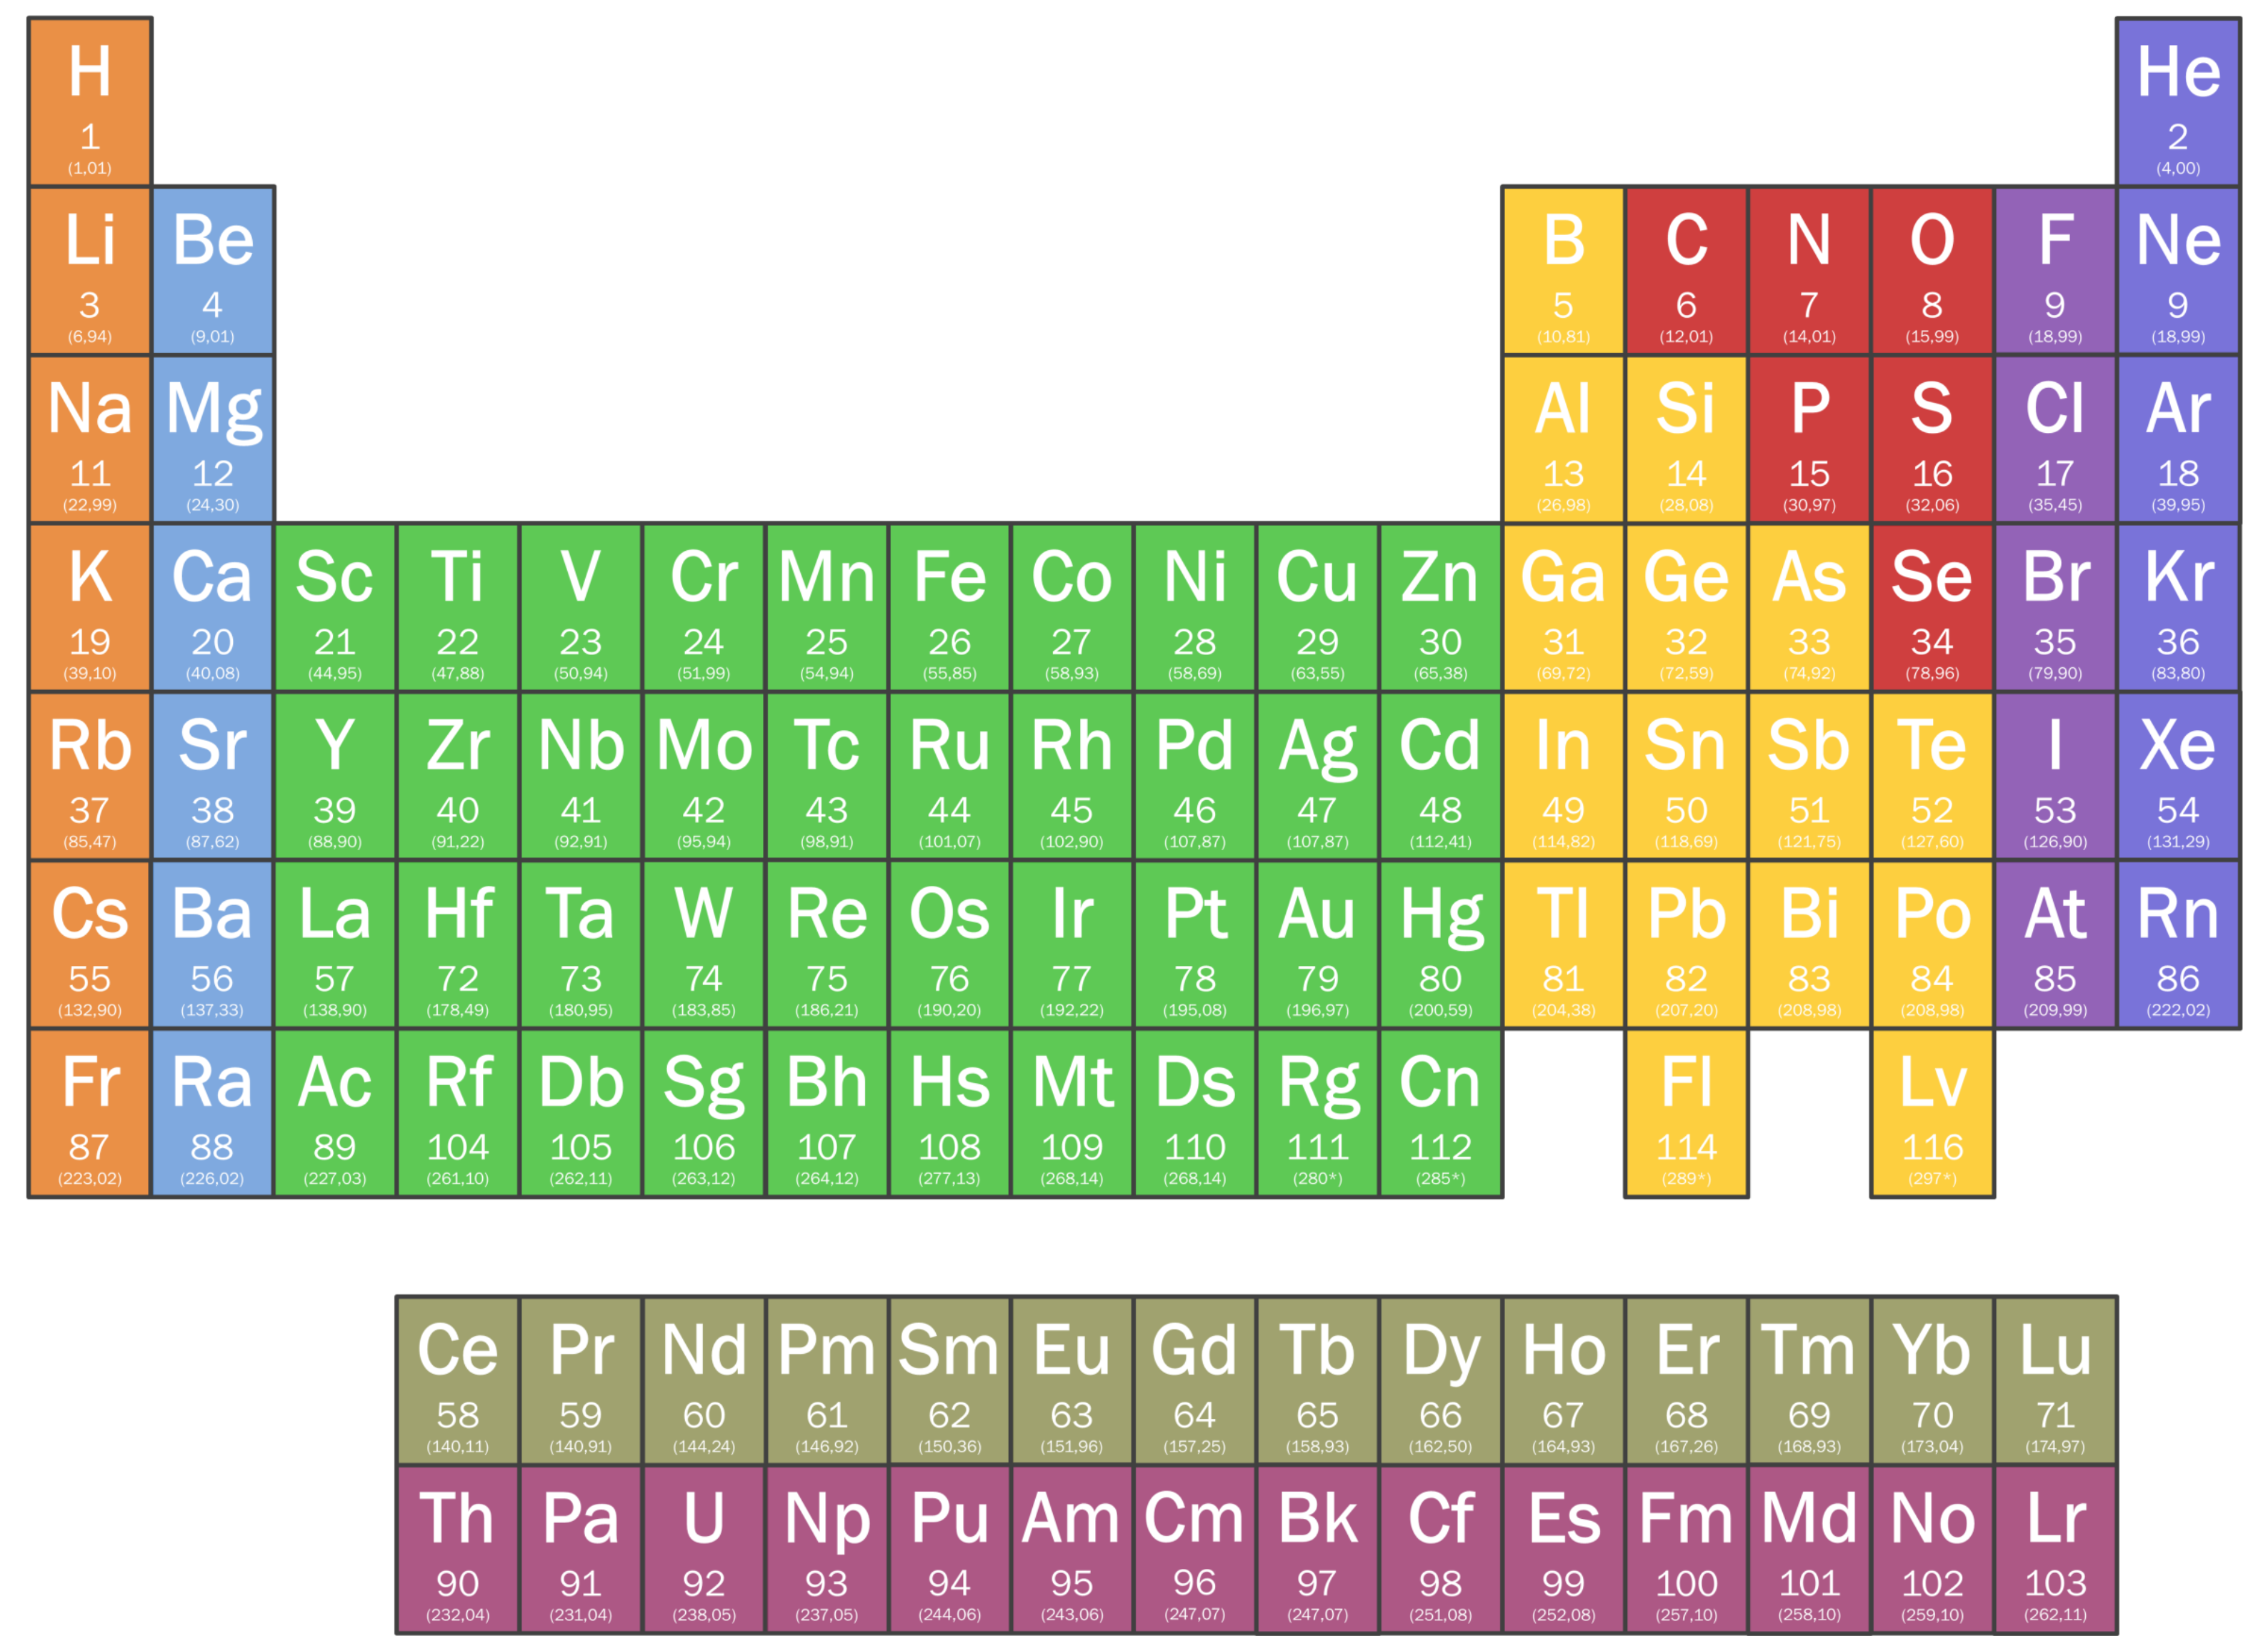 H He
1 2
(1,01) (4,00)
Li Be B C N O F Ne
3 4 5 6 7 8 9 9
(6,94) (9,01) (10,81) (12,01) (14,01) (15,99) (18,99) (18,99)
Na Mg Al Si P S Cl Ar
11 12 13 14 15 16 17 18
(22,99) (24,30) (26,98) (28,08) (30,97) (32,06) (35,45) (39,95)
K Ca Sc Ti V Cr Mn Fe Co Ni Cu Zn Ga Ge As Se Br Kr
19 20 21 22 23 24 25 26 27 28 29 30 31 32 33 34 35 36
(39,10) (40,08) (44,95) (47,88) (50,94) (51,99) (54,94) (55,85) (58,93) (58,69) (63,55) (65,38) (69,72) (72,59) (74,92) (78,96) (79,90) (83,80)
Rb Sr Y Zr Nb Mo Tc Ru Rh Pd Ag Cd In Sn Sb Te I Xe
37 38 39 40 41 42 43 44 45 46 47 48 49 50 51 52 53 54
(85,47) (87,62) (88,90) (91,22) (92,91) (95,94) (98,91) (101,07) (102,90) (107,87) (107,87) (112,41) (114,82) (118,69) (121,75) (127,60) (126,90) (131,29)
Cs Ba La Hf Ta W Re Os Ir Pt Au Hg Tl Pb Bi Po At Rn
55 56 57 72 73 74 75 76 77 78 79 80 81 82 83 84 85 86
(132,90) (137,33) (138,90) (178,49) (180,95) (183,85) (186,21) (190,20) (192,22) (195,08) (196,97) (200,59) (204,38) (207,20) (208,98) (208,98) (209,99) (222,02)
Fr Ra Ac Rf Db Sg Bh Hs Mt Ds Rg Cn Fl Lv
87 88 89 104 105 106 107 108 109 110 111 112 114 116
(223,02) (226,02) (227,03) (261,10) (262,11) (263,12) (264,12) (277,13) (268,14) (268,14) (280*) (285*) (289*) (297*)
Ce Pr Nd Pm Sm Eu Gd Tb Dy Ho Er Tm Yb Lu
58 59 60 61 62 63 64 65 66 67 68 69 70 71
(140,11) (140,91) (144,24) (146,92) (150,36) (151,96) (157,25) (158,93) (162,50) (164,93) (167,26) (168,93) (173,04) (174,97)
Th Pa U Np Pu Am Cm Bk Cf Es Fm Md No Lr
90 91 92 93 94 95 96 97 98 99 100 101 102 103
(232,04) (231,04) (238,05) (237,05) (244,06) (243,06) (247,07) (247,07) (251,08) (252,08) (257,10) (258,10) (259,10) (262,11)